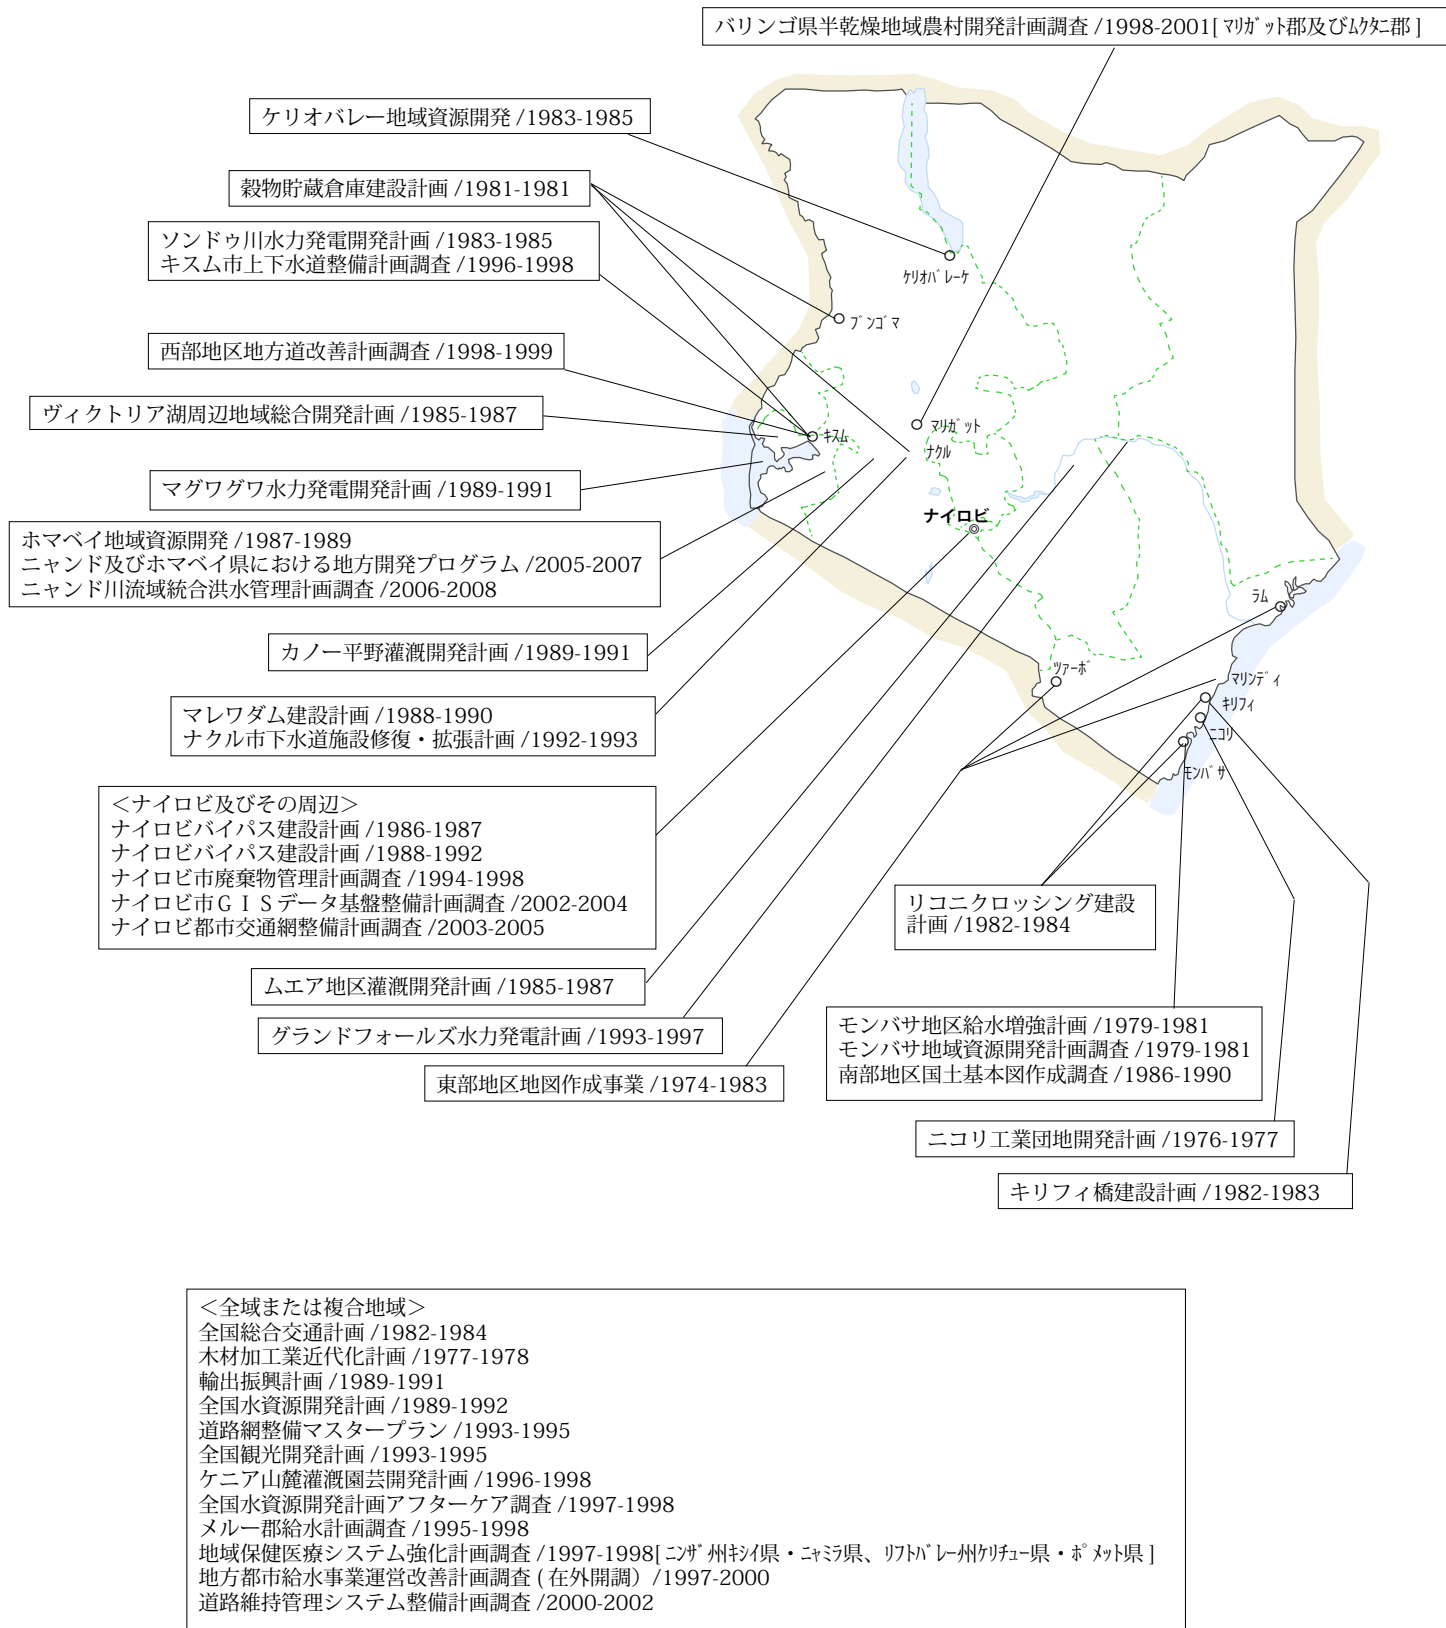 バリンゴ県半乾燥地域農村開発計画調査 /1998-2001[ ﾏﾘｶﾞｯﾄ郡及びﾑｸﾀﾆ郡 ]
ケリオバレー地域資源開発 /1983-1985
穀物貯蔵倉庫建設計画 /1981-1981
ソンドゥ川水力発電開発計画 /1983-1985
キスム市上下水道整備計画調査 /1996-1998
ｹﾘｵﾊﾞﾚｰｹ
ﾌﾞﾝｺﾞﾏ
西部地区地方道改善計画調査 /1998-1999
ヴィクトリア湖周辺地域総合開発計画 /1985-1987
ﾏﾘｶﾞｯﾄ
ｷｽﾑ
ﾅｸﾙ
マグワグワ水力発電開発計画 /1989-1991
ナイロビ
ホマベイ地域資源開発 /1987-1989
ニャンド及びホマベイ県における地方開発プログラム /2005-2007
ニャンド川流域統合洪水管理計画調査 /2006-2008
ﾗﾑ
カノー平野灌漑開発計画 /1989-1991
ﾂｧｰﾎﾞ
ﾏﾘﾝﾃﾞｨ
ｷﾘﾌｨ
マレワダム建設計画 /1988-1990
ナクル市下水道施設修復・拡張計画 /1992-1993
ﾆｺﾘ
ﾓﾝﾊﾞｻ
＜ナイロビ及びその周辺＞
ナイロビバイパス建設計画 /1986-1987
ナイロビバイパス建設計画 /1988-1992
ナイロビ市廃棄物管理計画調査 /1994-1998
ナイロビ市ＧＩＳデータ基盤整備計画調査 /2002-2004
ナイロビ都市交通網整備計画調査 /2003-2005
リコニクロッシング建設
計画 /1982-1984
ムエア地区灌漑開発計画 /1985-1987
グランドフォールズ水力発電計画 /1993-1997
モンバサ地区給水増強計画 /1979-1981
モンバサ地域資源開発計画調査 /1979-1981
南部地区国土基本図作成調査 /1986-1990
東部地区地図作成事業 /1974-1983
ニコリ工業団地開発計画 /1976-1977
キリフィ橋建設計画 /1982-1983
＜全域または複合地域＞
全国総合交通計画 /1982-1984
木材加工業近代化計画 /1977-1978
輸出振興計画 /1989-1991
全国水資源開発計画 /1989-1992
道路網整備マスタープラン /1993-1995
全国観光開発計画 /1993-1995
ケニア山麓灌漑園芸開発計画 /1996-1998
全国水資源開発計画アフターケア調査 /1997-1998
メルー郡給水計画調査 /1995-1998
地域保健医療システム強化計画調査 /1997-1998[ ﾆﾝｻﾞ州ｷｼｲ県・ﾆｬﾐﾗ県、ﾘﾌﾄﾊﾞﾚｰ州ｹﾘﾁｭｰ県・ﾎﾞﾒｯﾄ県 ]
地方都市給水事業運営改善計画調査 ( 在外開調）/1997-2000
道路維持管理システム整備計画調査 /2000-2002